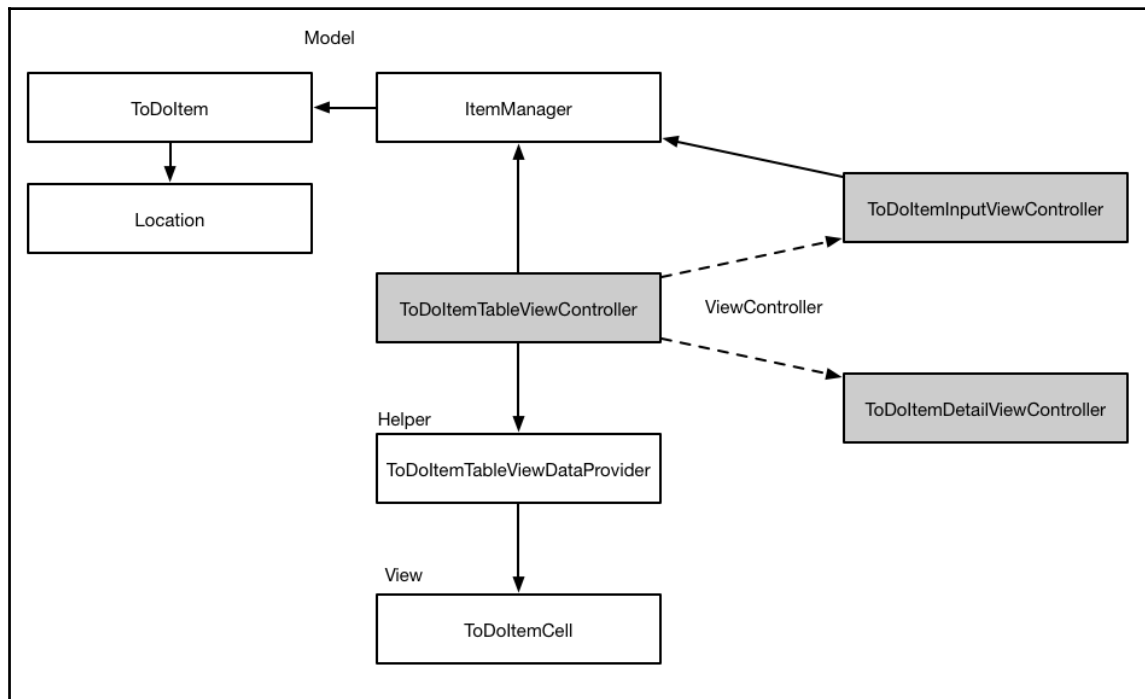 Model
ToDoItem
ItemManager
Location
ToDoItemInputViewController
ToDoItemTableViewController
ViewController
ToDoItemDetailViewController
Helper
ToDoItemTableViewDataProvider
View
ToDoItemCell